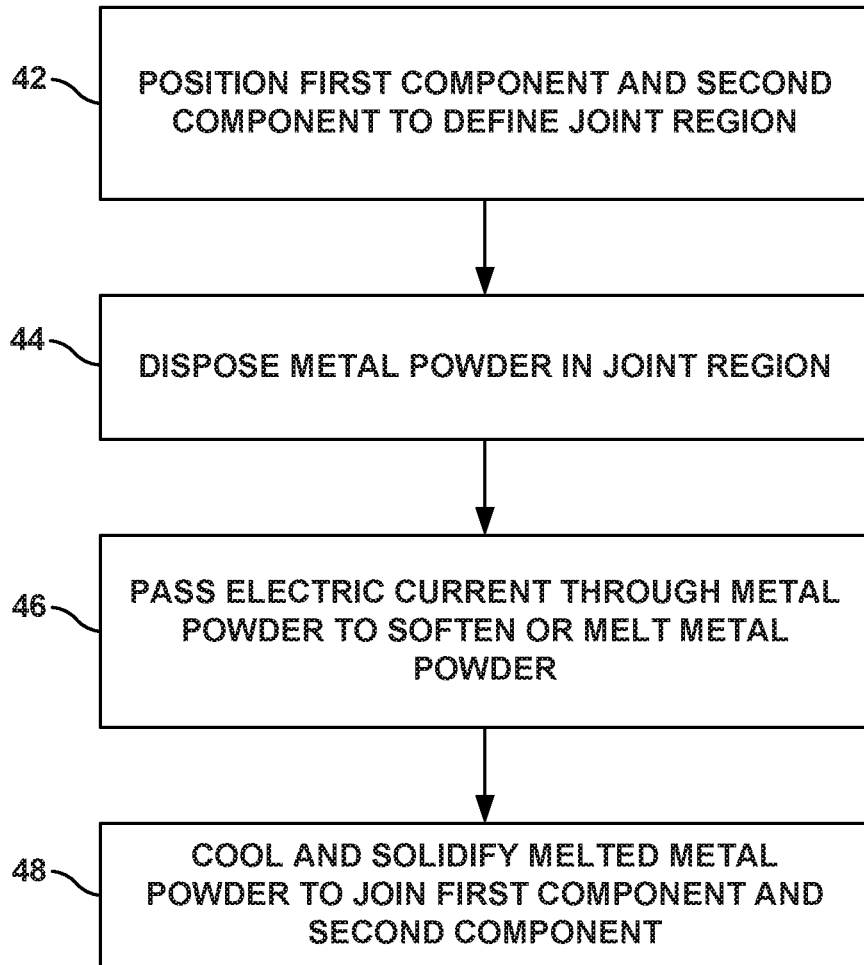 42
POSITION FIRST COMPONENT AND SECOND
COMPONENT TO DEFINE JOINT REGION
44
DISPOSE METAL POWDER IN JOINT REGION
46
PASS ELECTRIC CURRENT THROUGH METAL
POWDER TO SOFTEN OR MELT METAL
POWDER
48
COOL AND SOLIDIFY MELTED METAL
POWDER TO JOIN FIRST COMPONENT AND
SECOND COMPONENT